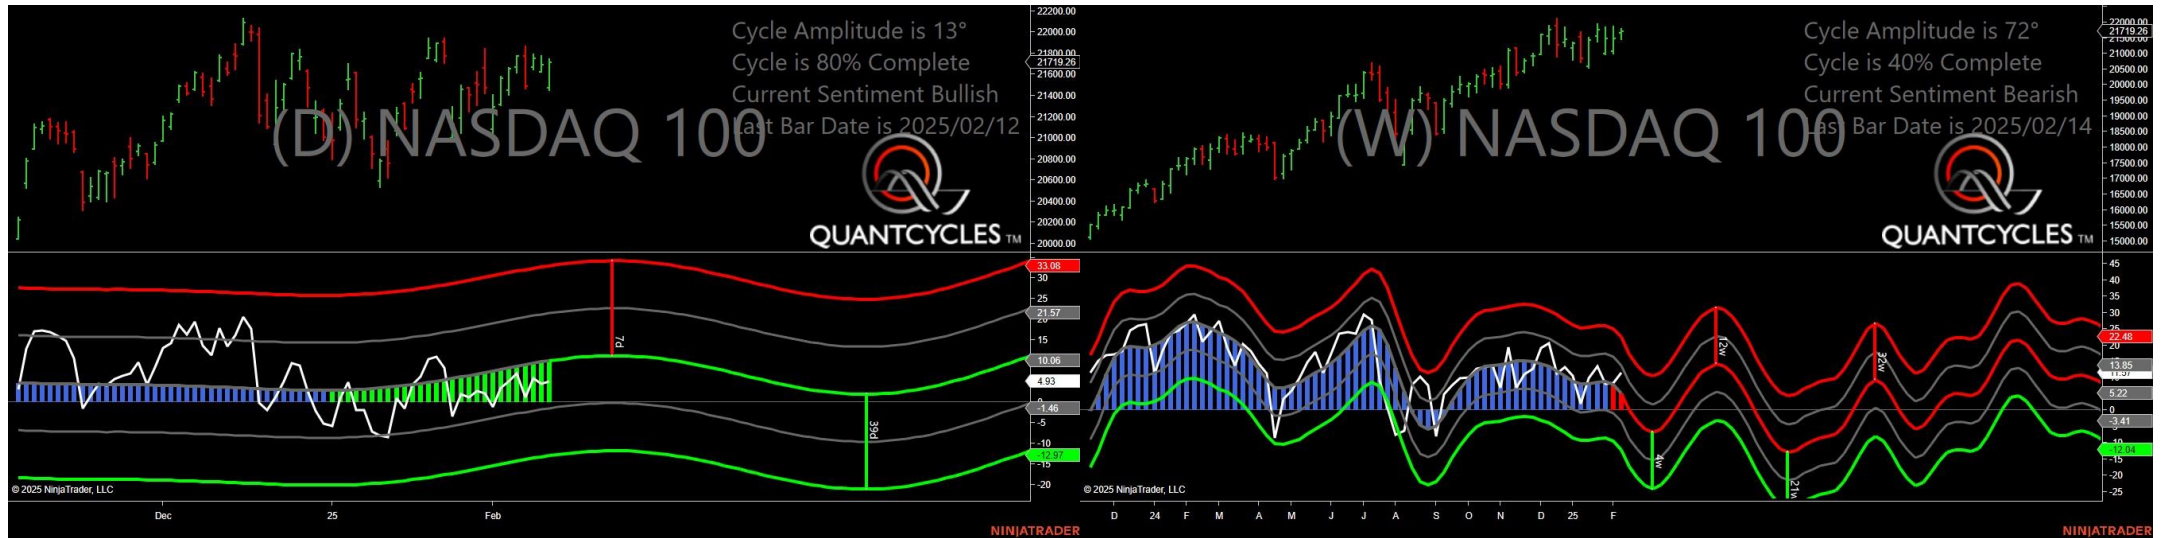 Cycle Amplitude is 13°
Cycle is 80% Complete
Current Sentiment Bullish
Last Bar Date is 2025/02/12
(D) NASDAQ 100
QUANTCYCLES TM
22200.00
22000.00
21800.00
21719.26
21600.00
21400.00
21200.00
21000.00
20800.00
20600.00
20400.00
20200.00
20000.00
33.08
30
25
21.57
15
10.06
4.93
0
-1.46
-5
-10
-12.97
-15
-20
7d
39d
© 2025 NinjaTrader, LLC
Dec 25 Feb
NINJATRADER
Cycle Amplitude is 72°
Cycle is 40% Complete
Current Sentiment Bearish
Last Bar Date is 2025/02/14
(W) NASDAQ 100
QUANTCYCLES TM
22000.00
21719.26
21000.00
20500.00
20000.00
19500.00
19000.00
18500.00
18000.00
17500.00
17000.00
16500.00
16000.00
15500.00
15000.00
45
40
35
30
25
22.48
20
13.85
5.22
0
-3.41
-12.04
-15
-20
-25
12w
32w
4w
21w
© 2025 NinjaTrader, LLC
D 24 F M A M J J A S O N D 25 F
NINJATRADER